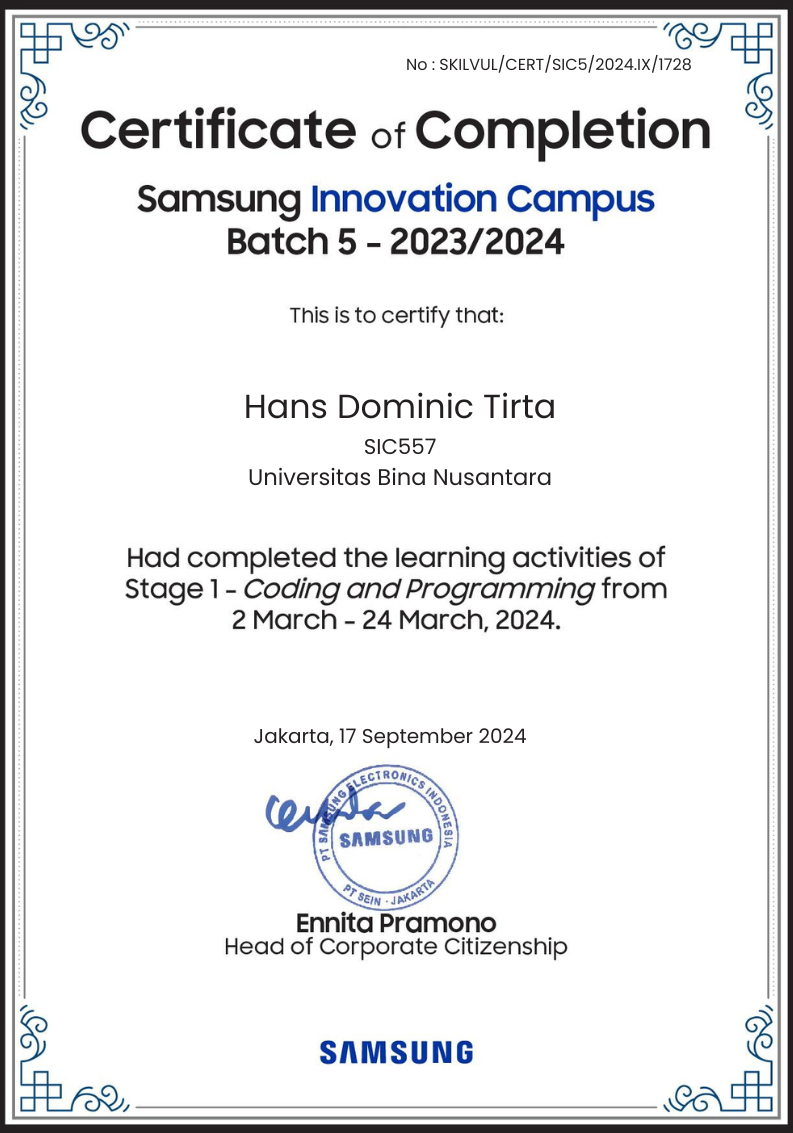 No : SKILVUL/CERT/SIC5/2024.IX/1728
Certificate of Completion
Samsung Innovation Campus
Batch 5 - 2023/2024
This is to certify that:
Hans Dominic Tirta
SIC557
Universitas Bina Nusantara
Had completed the learning activities of
Stage 1 - Coding and Programming from
2 March - 24 March, 2024.
Jakarta, 17 September 2024
PT SAMSUNG ELECTRONICS INDONESIA
SAMSUNG
PT SEIN · JAKARTA
Ennita Pramono
Head of Corporate Citizenship
SAMSUNG